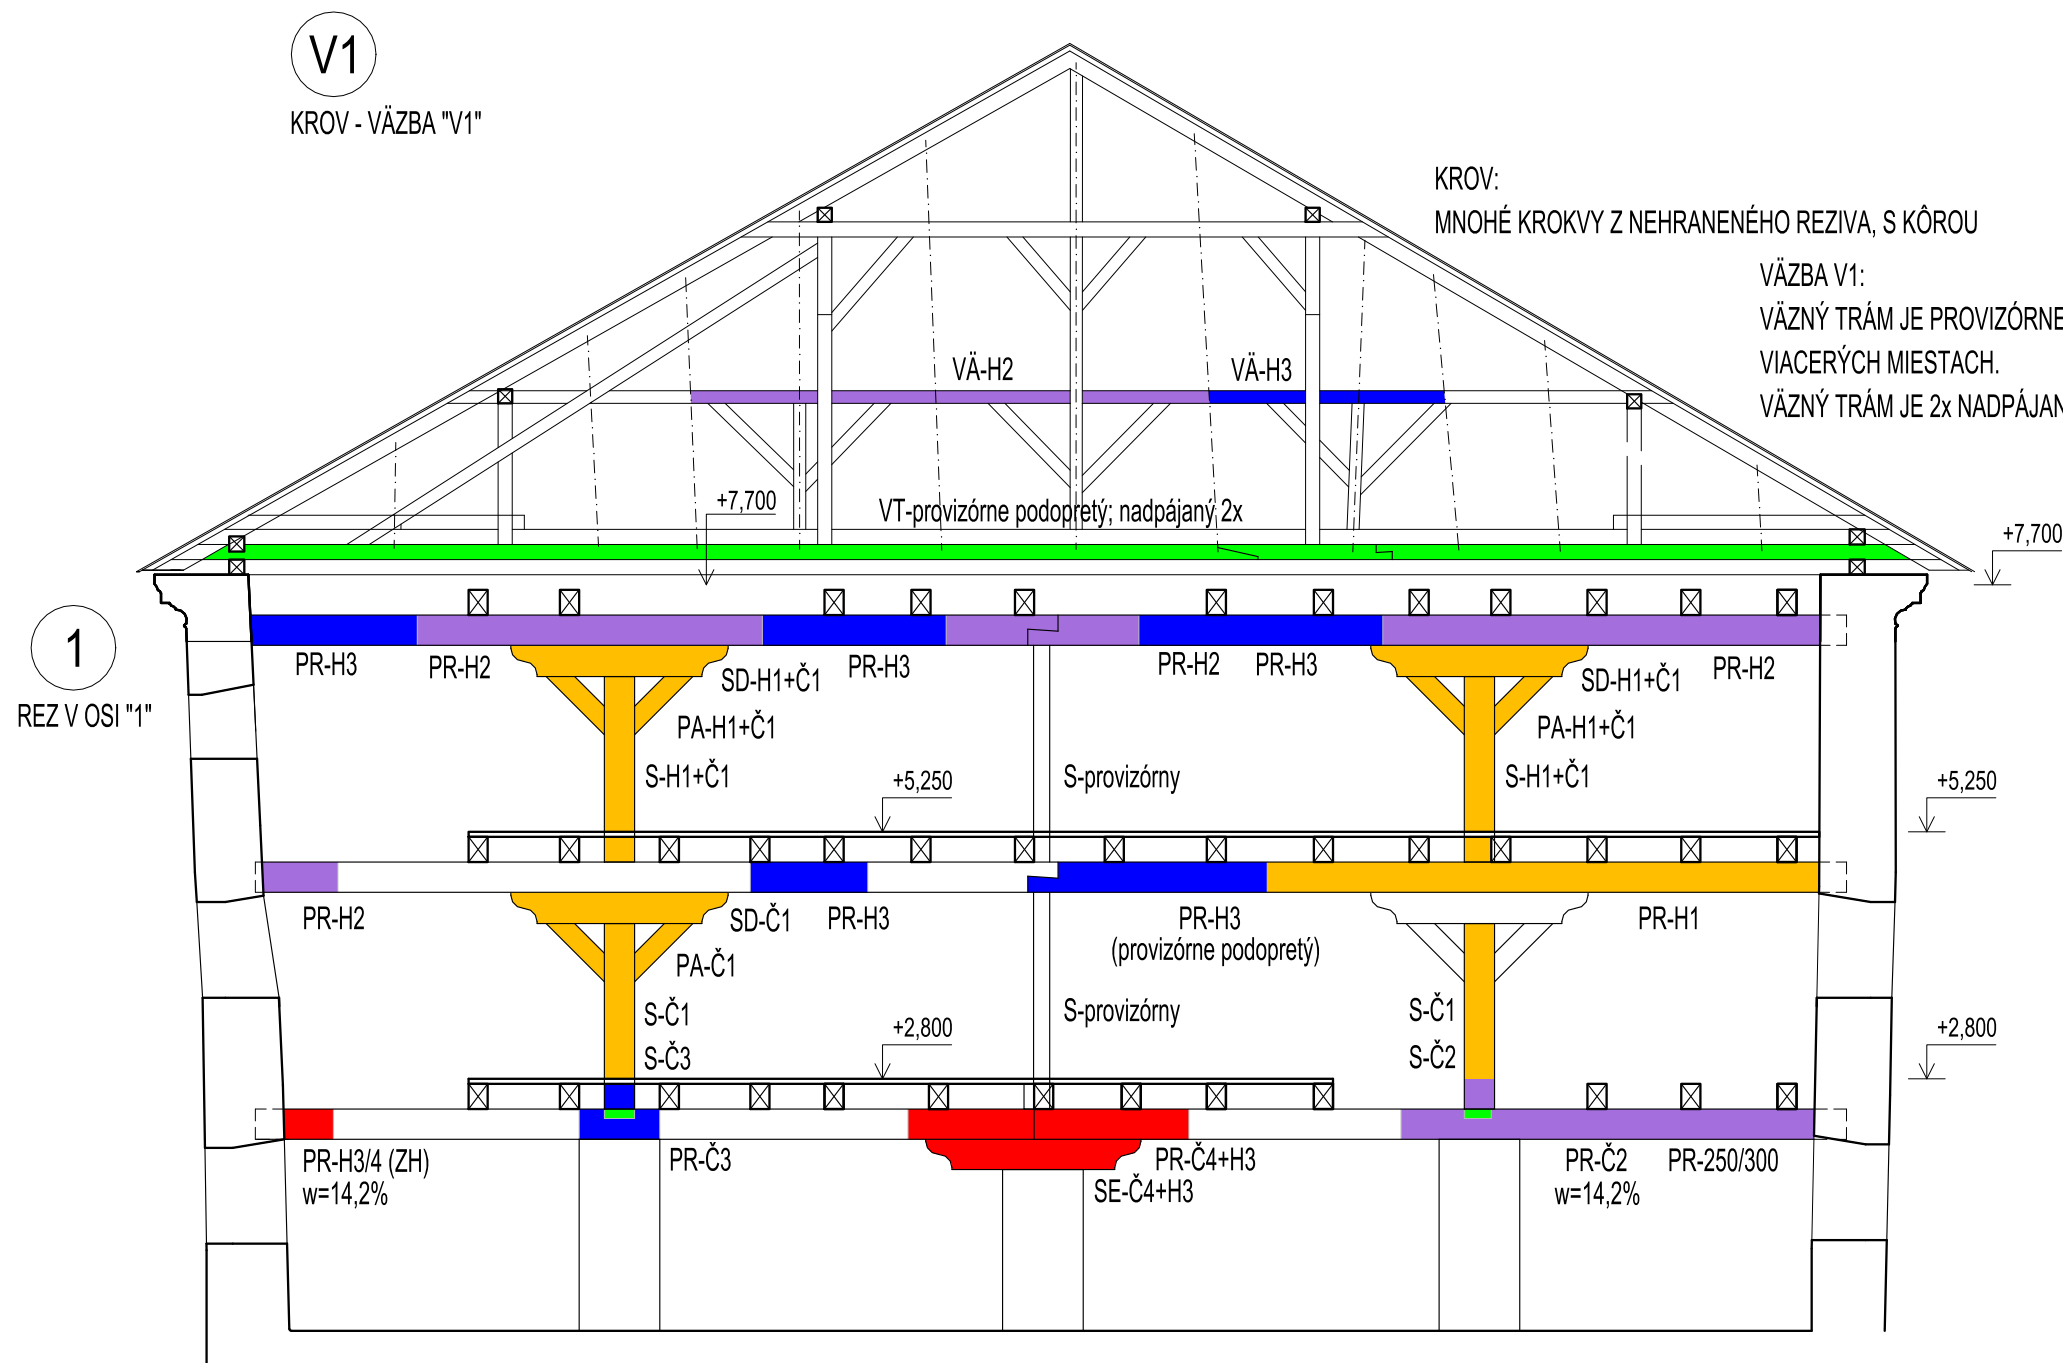 V1
KROV - VÄZBA "V1"
KROV:
MNOHÉ KROKVY Z NEHRANENÉHO REZIVA, S KÔROU
VÄZBA V1:
VÄZNÝ TRÁM JE PROVIZÓRNE
VIACERÝCH MIESTACH.
VÄZNÝ TRÁM JE 2x NADPÁJAN
VÄ-H2
VÄ-H3
+7,700
VT-provizórne podopretý; nadpájaný 2x
+7,700
1
REZ V OSI "1"
PR-H3
PR-H2
SD-H1+Č1
PR-H3
PR-H2
PR-H3
SD-H1+Č1
PR-H2
PA-H1+Č1
PA-H1+Č1
S-H1+Č1
+5,250
S-provizórny
S-H1+Č1
+5,250
PR-H2
SD-Č1
PR-H3
PR-H3
(provizórne podopretý)
PR-H1
PA-Č1
S-Č1
S-Č3
+2,800
S-provizórny
S-Č1
S-Č2
+2,800
PR-H3/4 (ZH)
w=14,2%
PR-Č3
PR-Č4+H3
SE-Č4+H3
PR-Č2
w=14,2%
PR-250/300